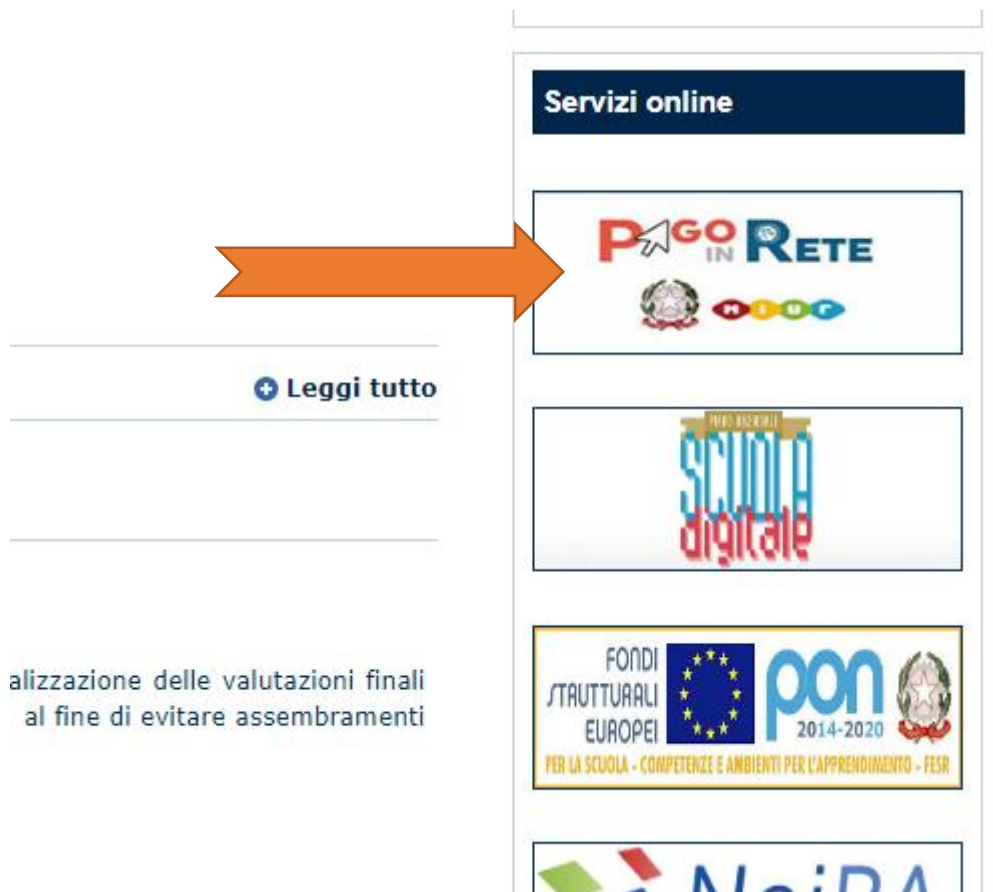 Servizi online
PAGO IN RETE
miur
Leggi tutto
PIANO NAZIONALE
SCUOLA
digitale
FONDI
STRUTTURALI
EUROPEI
pon
2014-2020
PER LA SCUOLA - COMPETENZE E AMBIENTI PER L'APPRENDIMENTO - FESR
alizzazione delle valutazioni finali
al fine di evitare assembramenti
NoiPA